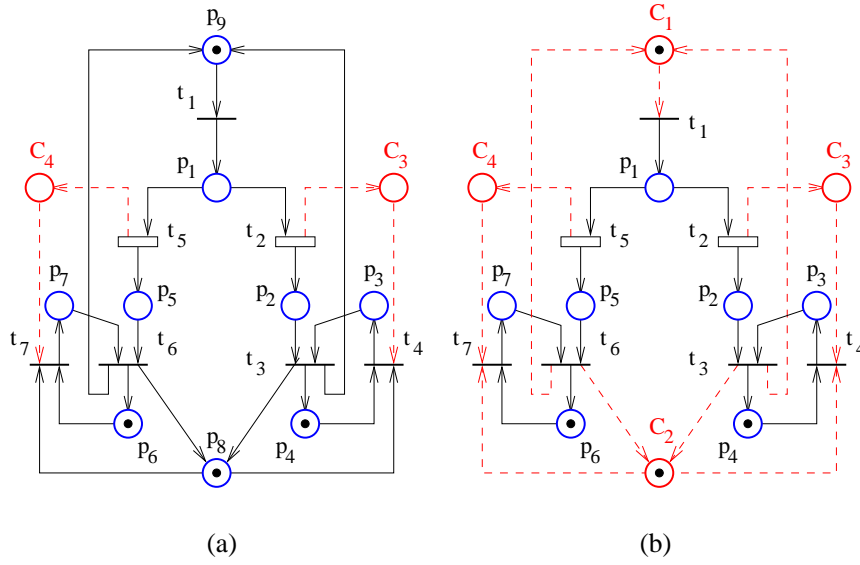 p9 C1
t1 t1
C4 p1 C3 C4 p1 C3
t5 t2 t5 t2
p7 p5 p2 p3 p7 p5 p2 p3
t7 t6 t3 t4 t7 t6 t3 t4
p6 p8 p4 p6 C2 p4
(a) (b)